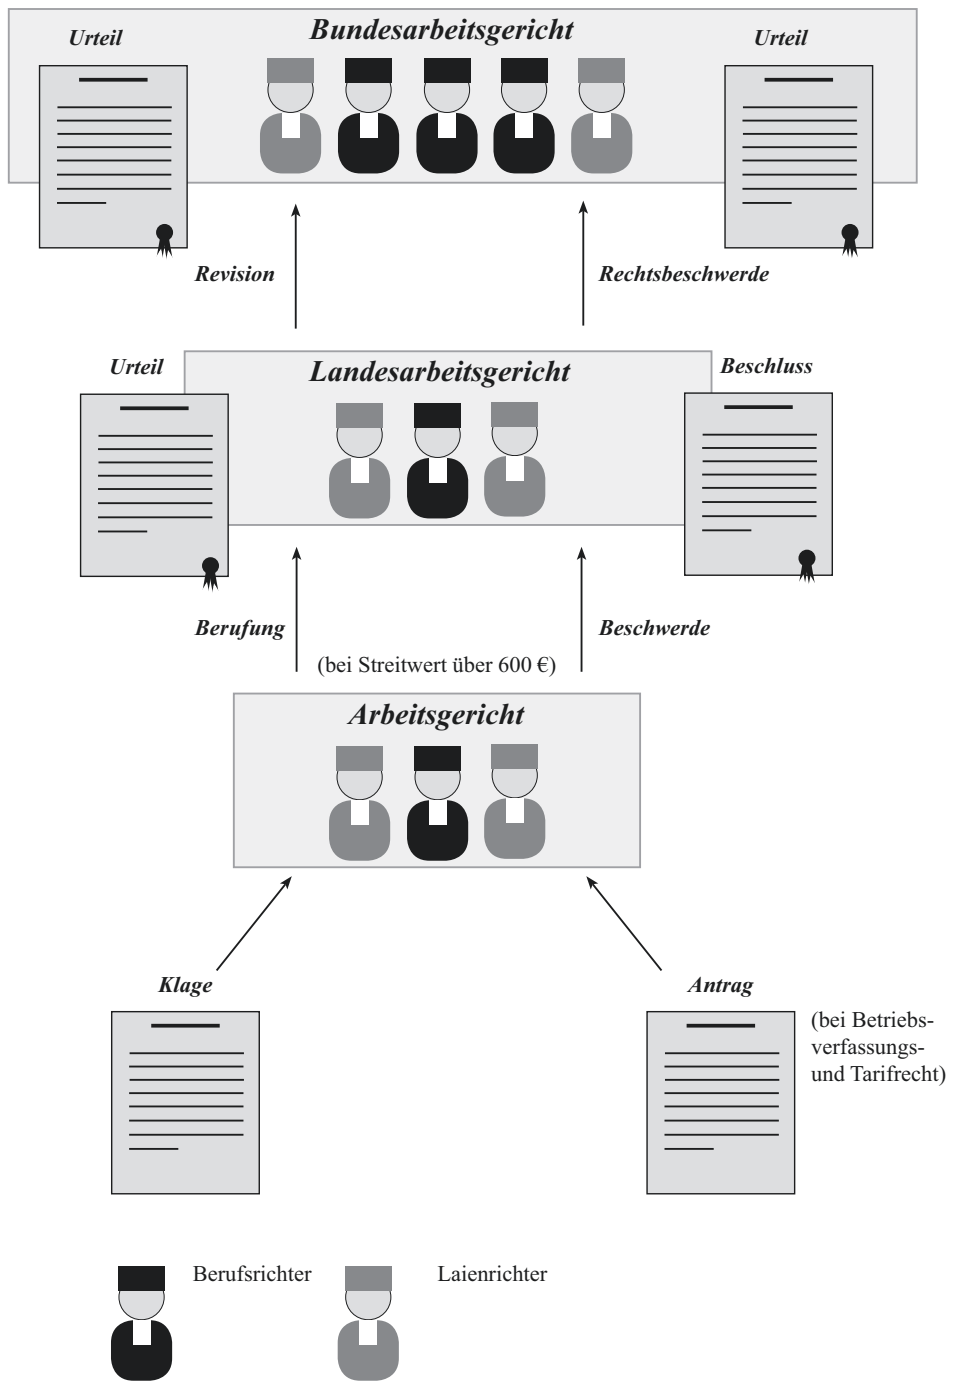 Bundesarbeitsgericht
Urteil
Urteil
Revision
Rechtsbeschwerde
Urteil
Landesarbeitsgericht
Beschluss
Berufung
Beschwerde
(bei Streitwert über 600 €)
Arbeitsgericht
Klage
Antrag
(bei Betriebs-
verfassungs-
und Tarifrecht)
Berufsrichter
Laienrichter